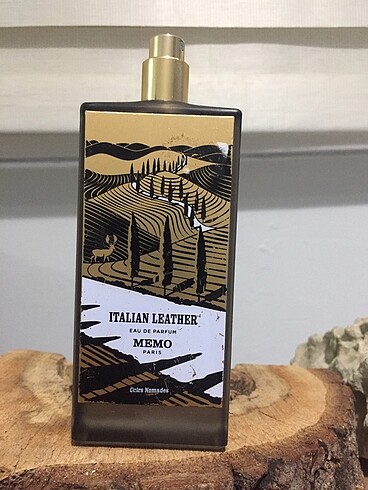 ITALIAN LEATHER
EAU DE PARFUM
MEMO
PARIS
Cuirs Nomades